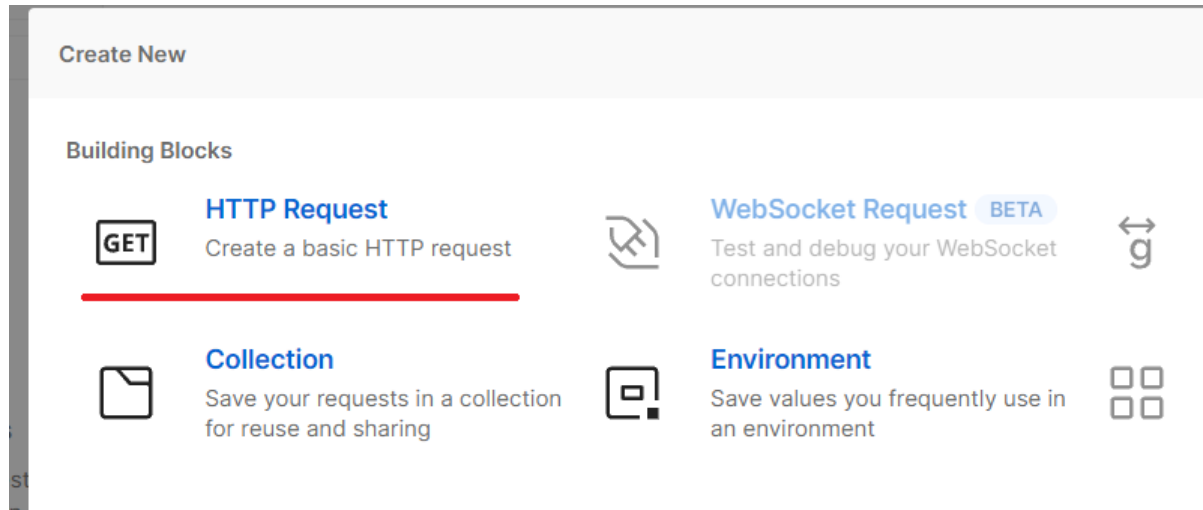 Create New
Building Blocks
HTTP Request
GET
Create a basic HTTP request
WebSocket Request BETA
Test and debug your WebSocket
connections
g
Collection
Save your requests in a collection
for reuse and sharing
Environment
Save values you frequently use in
an environment
st